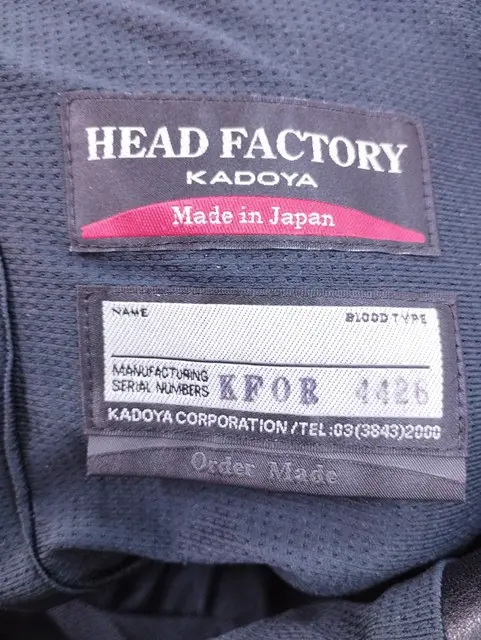 HEAD FACTORY
KADOYA
Made in Japan
NAME BLOOD TYPE
MANUFACTURING
SERIAL NUMBERS KFOR 4426
KADOYA CORPORATION/TEL:03(3843)2000
Order Made